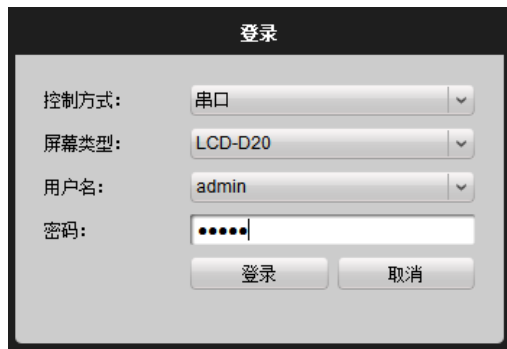 登录
控制方式： 串口
屏幕类型： LCD-D20
用户名： admin
密码： •••••
登录 取消